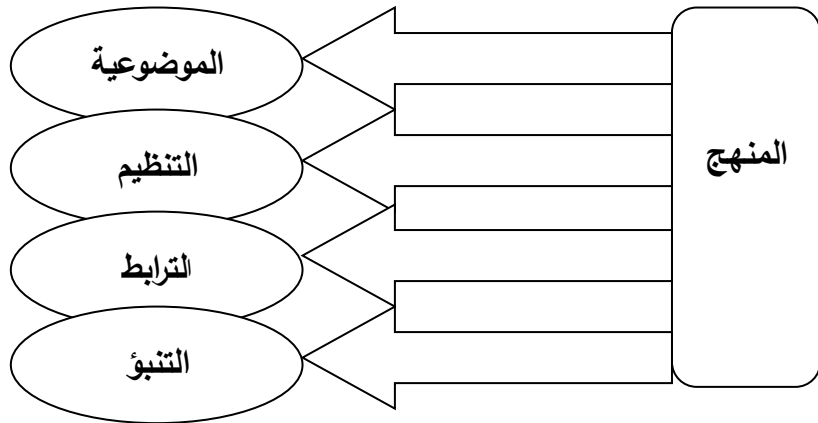 المنهج
الموضوعية
التنظيم
الترابط
التنبؤ